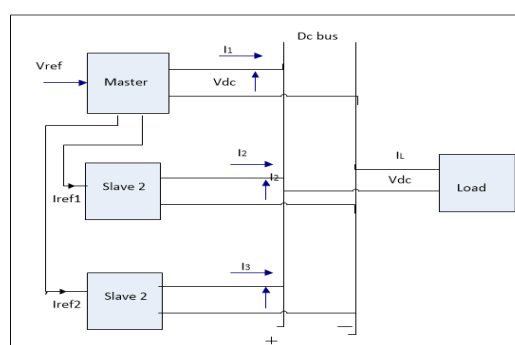 Dc bus
I1
Vref
Master
Vdc
I2
IL
I2
Vdc
Iref1
Slave 2
Load
I3
Iref2
Slave 2
+
—